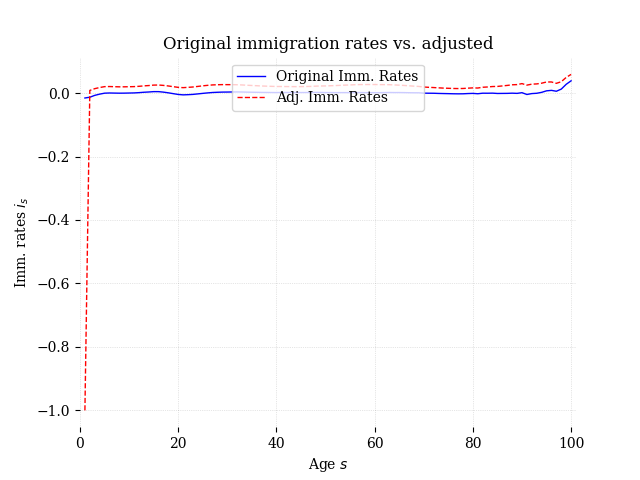 Original immigration rates vs. adjusted
Original Imm. Rates
Adj. Imm. Rates
Imm. rates i_s
0.0
−0.2
−0.4
−0.6
−0.8
−1.0
0 20 40 60 80 100
Age s